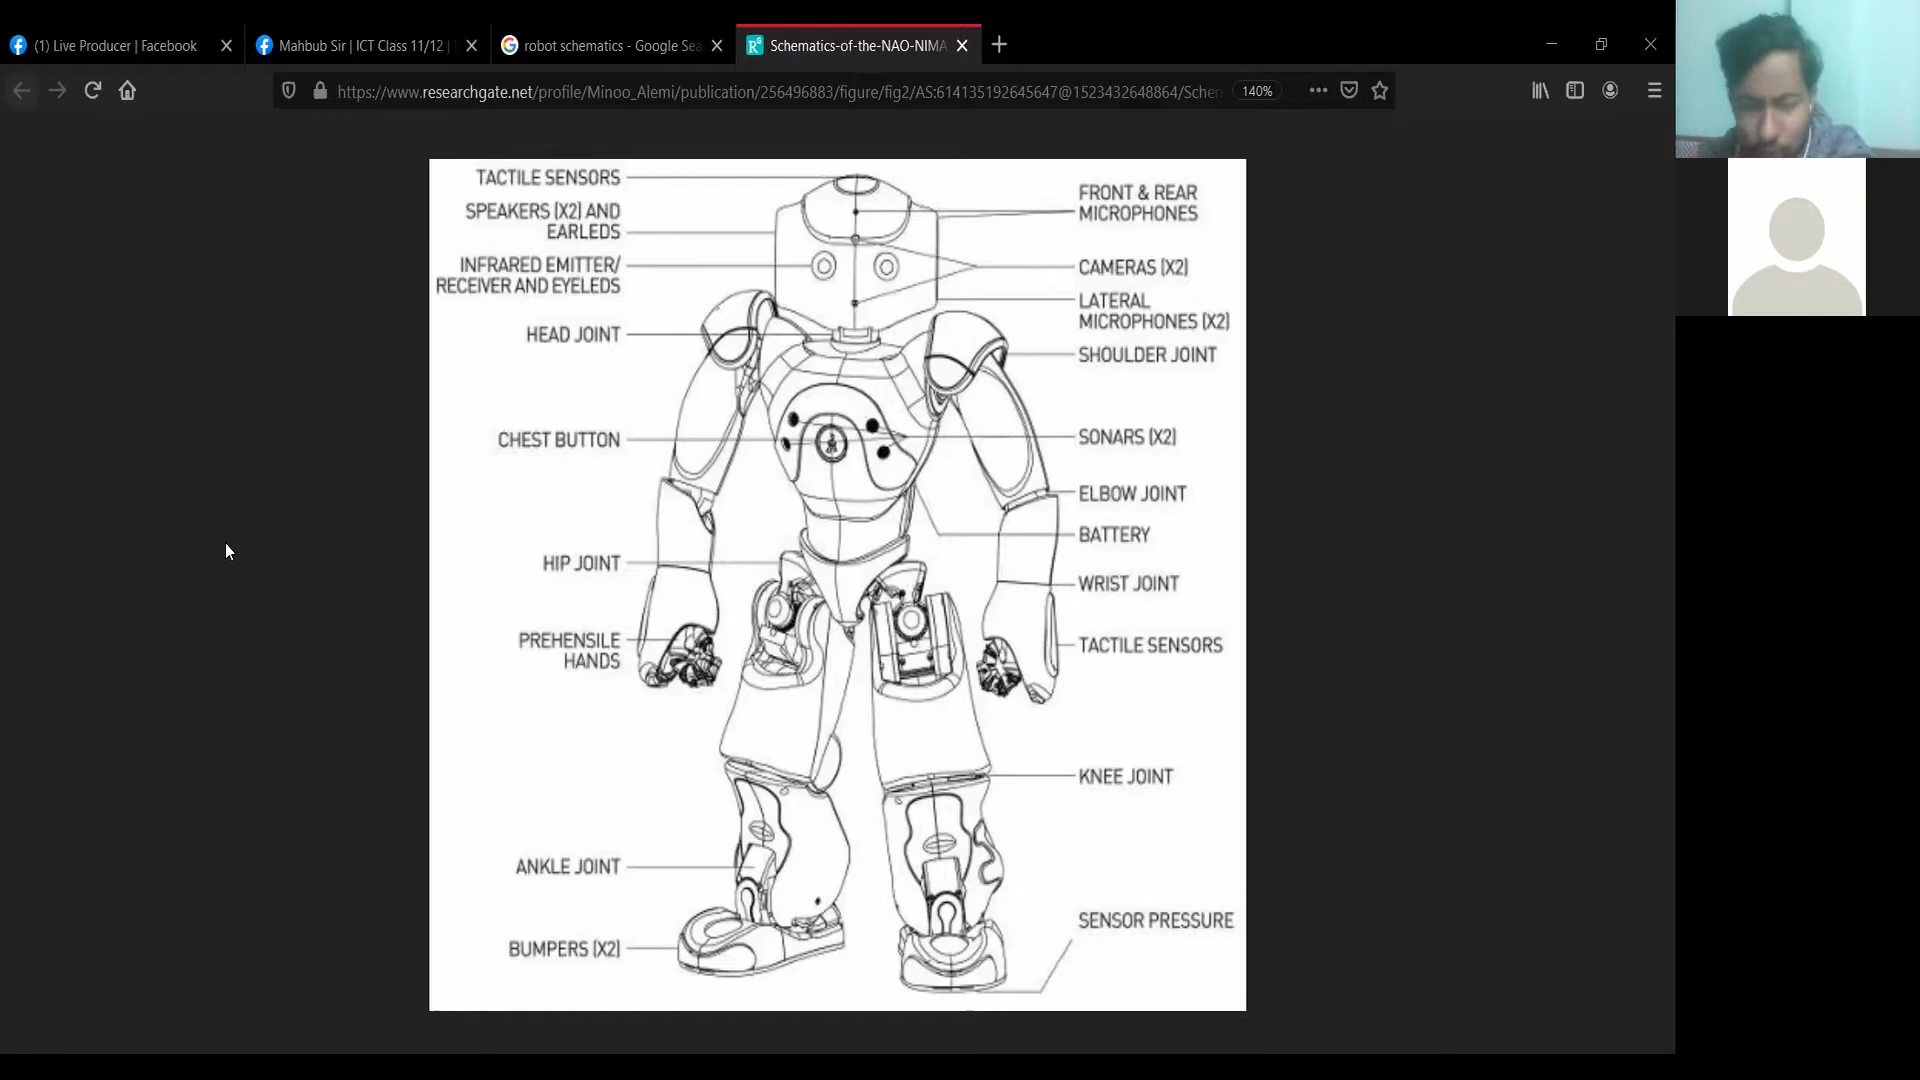 (1) Live Producer | Facebook
Mahbub Sir | ICT Class 11/12 |
robot schematics - Google Sea
Schematics-of-the-NAO-NIMA
https://www.researchgate.net/profile/Minoo_Alemi/publication/256496883/figure/fig2/AS:614135192645647@1523432648864/Schen
140%
TACTILE SENSORS
SPEAKERS (X2) AND
EARLEDS
INFRARED EMITTER/
RECEIVER AND EYELEDS
HEAD JOINT
CHEST BUTTON
HIP JOINT
PREHENSILE
HANDS
ANKLE JOINT
BUMPERS (X2)
FRONT & REAR
MICROPHONES
CAMERAS (X2)
LATERAL
MICROPHONES (X2)
SHOULDER JOINT
SONARS (X2)
ELBOW JOINT
BATTERY
WRIST JOINT
TACTILE SENSORS
KNEE JOINT
SENSOR PRESSURE